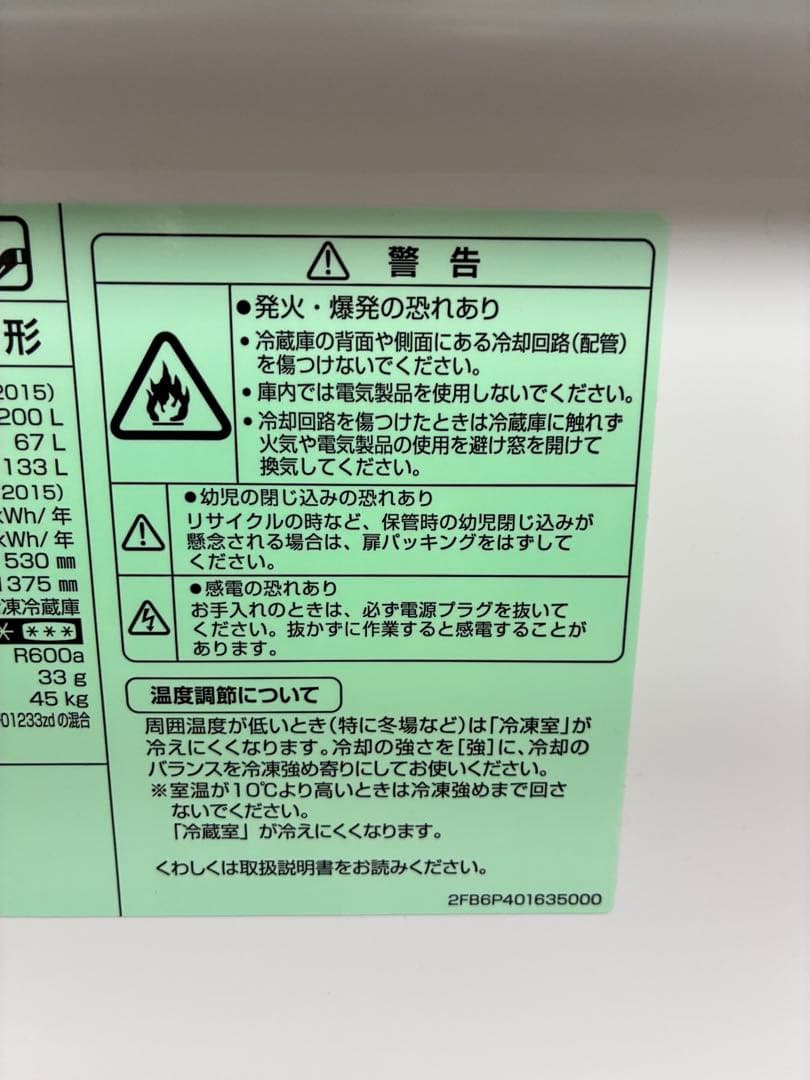 形
2015)
200 L
67 L
133 L
2015)
kWh/年
kWh/年
530 mm
1375 mm
凍冷蔵庫
***
R600a
33 g
45 kg
01233zdの混合
警告
●発火・爆発の恐れあり
・冷蔵庫の背面や側面にある冷却回路(配管)
を傷つけないでください。
・庫内では電気製品を使用しないでください。
・冷却回路を傷つけたときは冷蔵庫に触れず
火気や電気製品の使用を避け窓を開けて
換気してください。
●幼児の閉じ込みの恐れあり
リサイクルの時など、保管時の幼児閉じ込みが
懸念される場合は、扉パッキングをはずして
ください。
●感電の恐れあり
お手入れのときは、必ず電源プラグを抜いて
ください。抜かずに作業すると感電することが
あります。
温度調節について
周囲温度が低いとき(特に冬場など)は「冷凍室」が
冷えにくくなります。冷却の強さを[強]に、冷却の
バランスを冷凍強め寄りにしてお使いください。
※室温が10℃より高いときは冷凍強めまで回さ
ないでください。
「冷蔵室」が冷えにくくなります。
くわしくは取扱説明書をお読みください。
2FB6P401635000